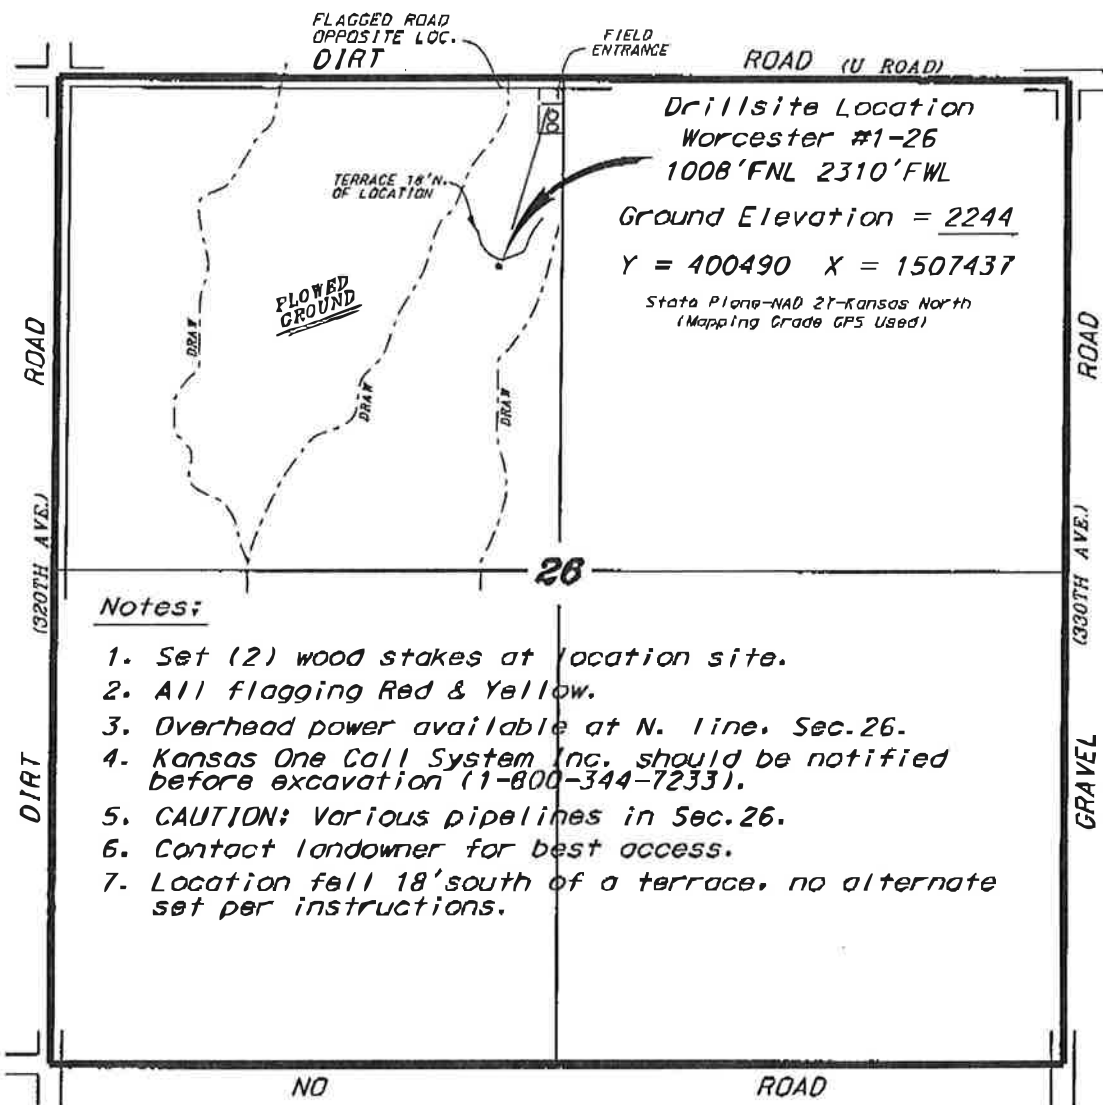 FLAGGED ROAD
OPPOSITE LOC.
DIRT
FIELD
ENTRANCE
ROAD (U ROAD)
Drillsite Location
Worcester #1-26
1008'FNL 2310'FWL
Ground Elevation = 2244
Y = 400490 X = 1507437
State Plane-NAD 27-Kansas North
(Mapping Grade GPS Used)
TERRACE 18'N.
OF LOCATION
PLOWED
GROUND
DRAW
DRAW
DRAW
ROAD
(320TH AVE.)
DIRT
ROAD
(330TH AVE.)
GRAVEL
26
Notes:
1. Set (2) wood stakes at location site.
2. All flagging Red & Yellow.
3. Overhead power available at N. line, Sec.26.
4. Kansas One Call System Inc. should be notified
before excavation (1-800-344-7233).
5. CAUTION: Various pipelines in Sec.26.
6. Contact landowner for best access.
7. Location fell 18'south of a terrace, no alternate
set per instructions.
NO
ROAD